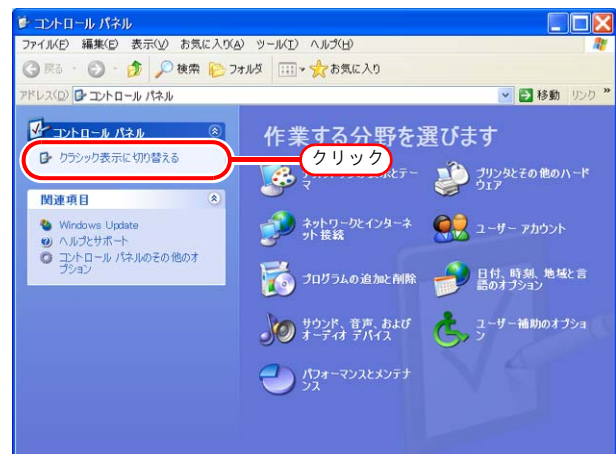 コントロール パネル
ファイル(F) 編集(E) 表示(V) お気に入り(A) ツール(T) ヘルプ(H)
戻る 検索 フォルダ お気に入り
アドレス(D) コントロール パネル 移動 リンク »
コントロール パネル
クラシック表示に切り替える
関連項目
Windows Update
ヘルプとサポート
コントロール パネルのその他のオ
プション
作業する分野を選びます
クリック
示とテー
マ
プリンタとその他のハード
ウェア
ネットワークとインターネ
ット接続
ユーザー アカウント
プログラムの追加と削除
日付、時刻、地域と言
語のオプション
サウンド、音声、および
オーディオ デバイス
ユーザー補助のオプショ
ン
パフォーマンスとメンテナ
ンス